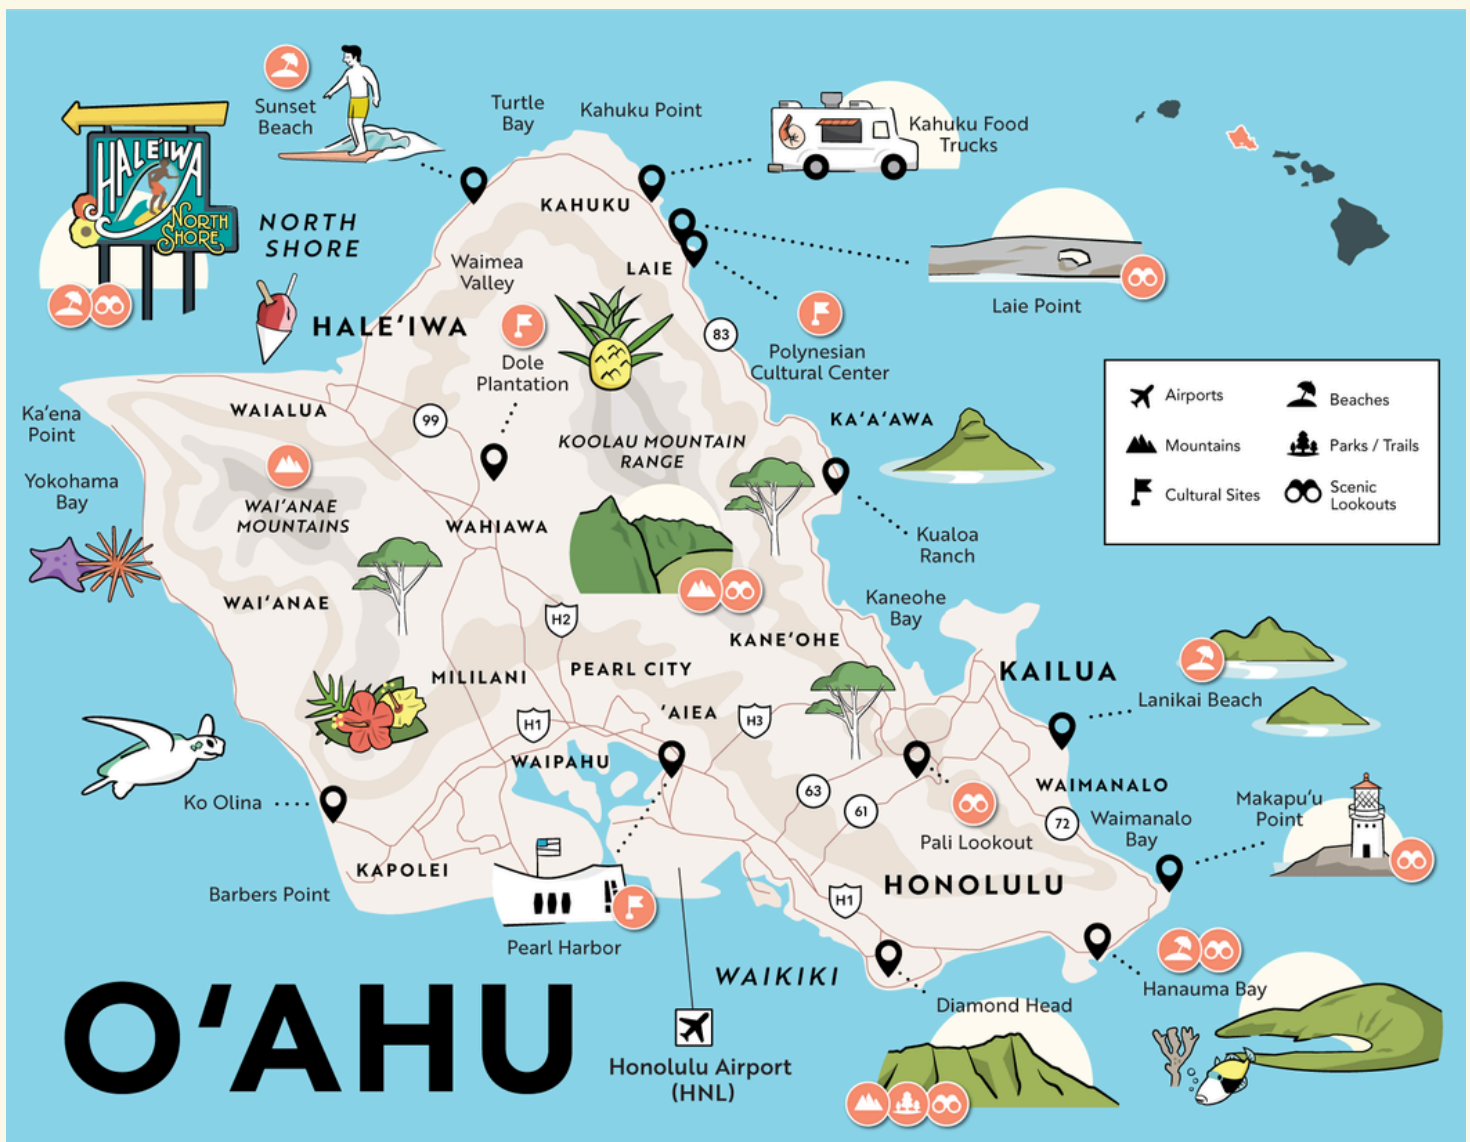 Sunset
Beach
Turtle
Bay
Kahuku Point
Kahuku Food
Trucks
HALE'IWA
NORTH
SHORE
NORTH
SHORE
KAHUKU
Waimea
Valley
LAIE
Laie Point
HALE'IWA
83
Dole
Plantation
Polynesian
Cultural Center
Ka'ena
Point
WAIALUA
99
KOOLAU MOUNTAIN
RANGE
KA'A'AWA
Airports
Beaches
Mountains
Parks / Trails
Cultural Sites
Scenic
Lookouts
Yokohama
Bay
WAI'ANAE
MOUNTAINS
WAHIAWA
Kualoa
Ranch
WAI'ANAE
H2
Kaneohe
Bay
KANE'OHE
MILILANI
PEARL CITY
KAILUA
Lanikai Beach
'AIEA
H1
H3
WAIPAHU
Ko Olina
63
61
72
WAIMANALO
Waimanalo
Bay
Makapu'u
Point
Pali Lookout
KAPOLEI
Barbers Point
HONOLULU
H1
Pearl Harbor
WAIKIKI
Diamond Head
Hanauma Bay
O'AHU
Honolulu Airport
(HNL)